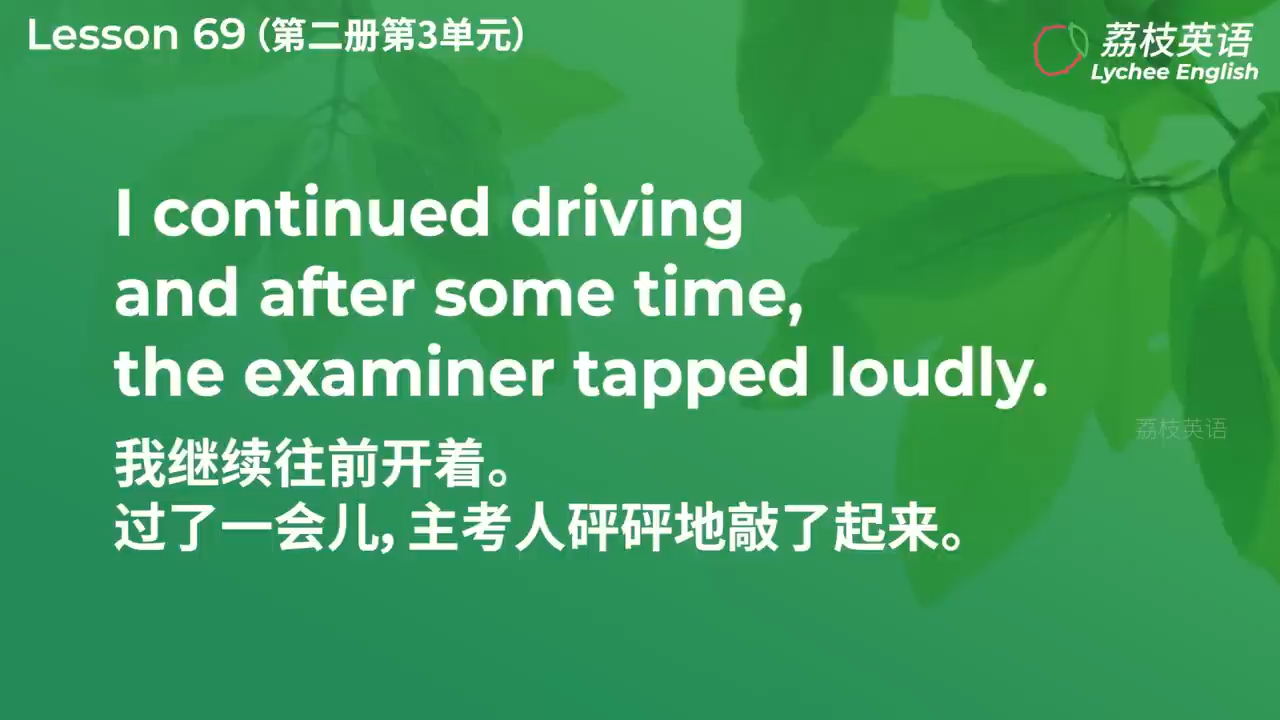 Lesson 69（第二册第3单元）
荔枝英语
Lychee English
I continued driving
and after some time,
the examiner tapped loudly.
荔枝英语
我继续往前开着。
过了一会儿，主考人砰砰地敲了起来。